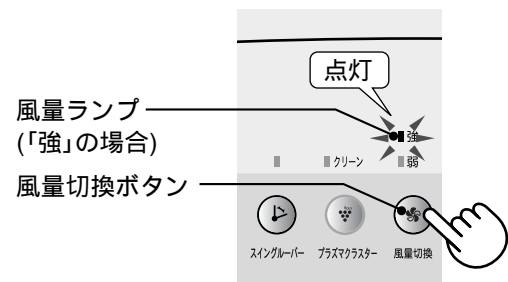 点灯
風量ランプ
(「強」の場合)
強
クリーン
弱
風量切換ボタン
スイングルーバー
プラズマクラスター
風量切換